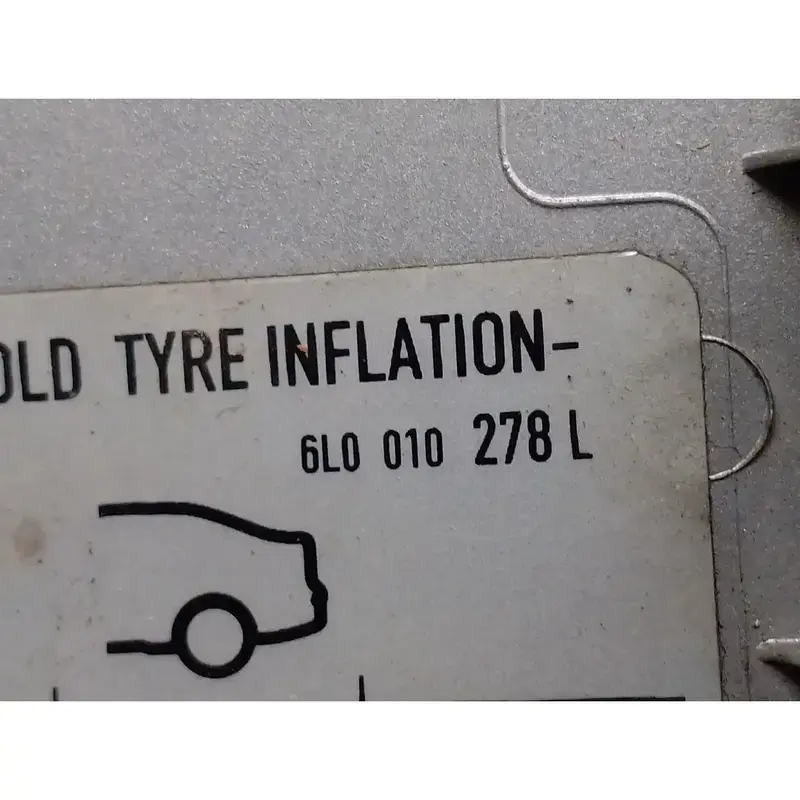 OLD TYRE INFLATION-
6L0 010 278 L